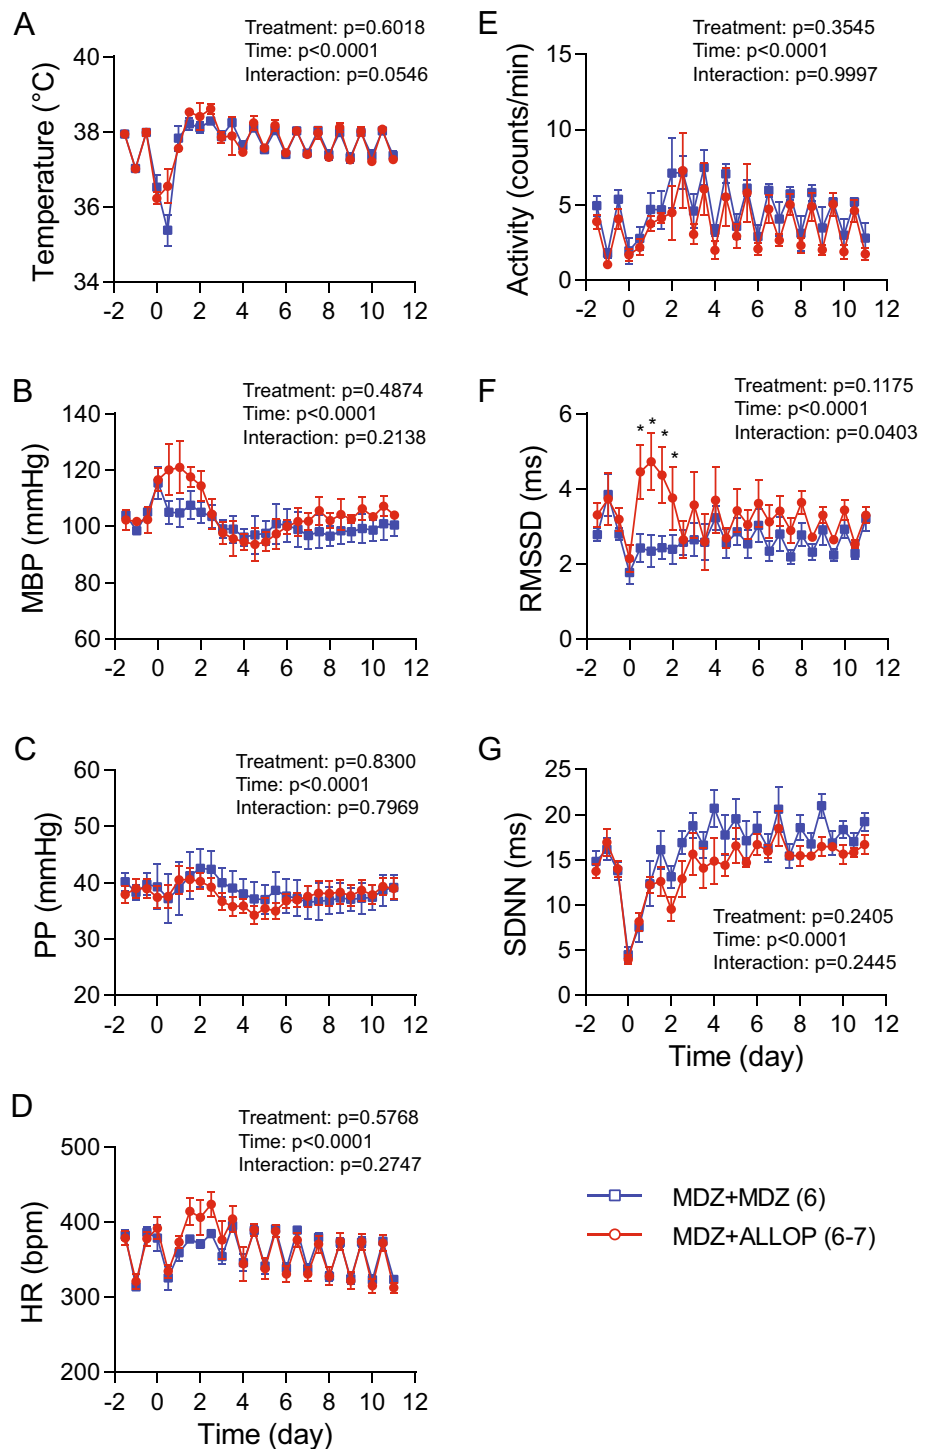 A
Treatment: p=0.6018
Time: p<0.0001
Interaction: p=0.0546
Temperature (°C)
40
38
36
34
-2 0 2 4 6 8 10 12
B
Treatment: p=0.4874
Time: p<0.0001
Interaction: p=0.2138
MBP (mmHg)
140
120
100
80
60
-2 0 2 4 6 8 10 12
C
Treatment: p=0.8300
Time: p<0.0001
Interaction: p=0.7969
PP (mmHg)
60
50
40
30
20
-2 0 2 4 6 8 10 12
D
Treatment: p=0.5768
Time: p<0.0001
Interaction: p=0.2747
HR (bpm)
500
400
300
200
-2 0 2 4 6 8 10 12
Time (day)
E
Treatment: p=0.3545
Time: p<0.0001
Interaction: p=0.9997
Activity (counts/min)
15
10
5
0
-2 0 2 4 6 8 10 12
F
Treatment: p=0.1175
Time: p<0.0001
Interaction: p=0.0403
RMSSD (ms)
6
4
2
0
* * * *
-2 0 2 4 6 8 10 12
G
SDNN (ms)
25
20
15
10
5
0
Treatment: p=0.2405
Time: p<0.0001
Interaction: p=0.2445
-2 0 2 4 6 8 10 12
Time (day)
MDZ+MDZ (6)
MDZ+ALLOP (6-7)